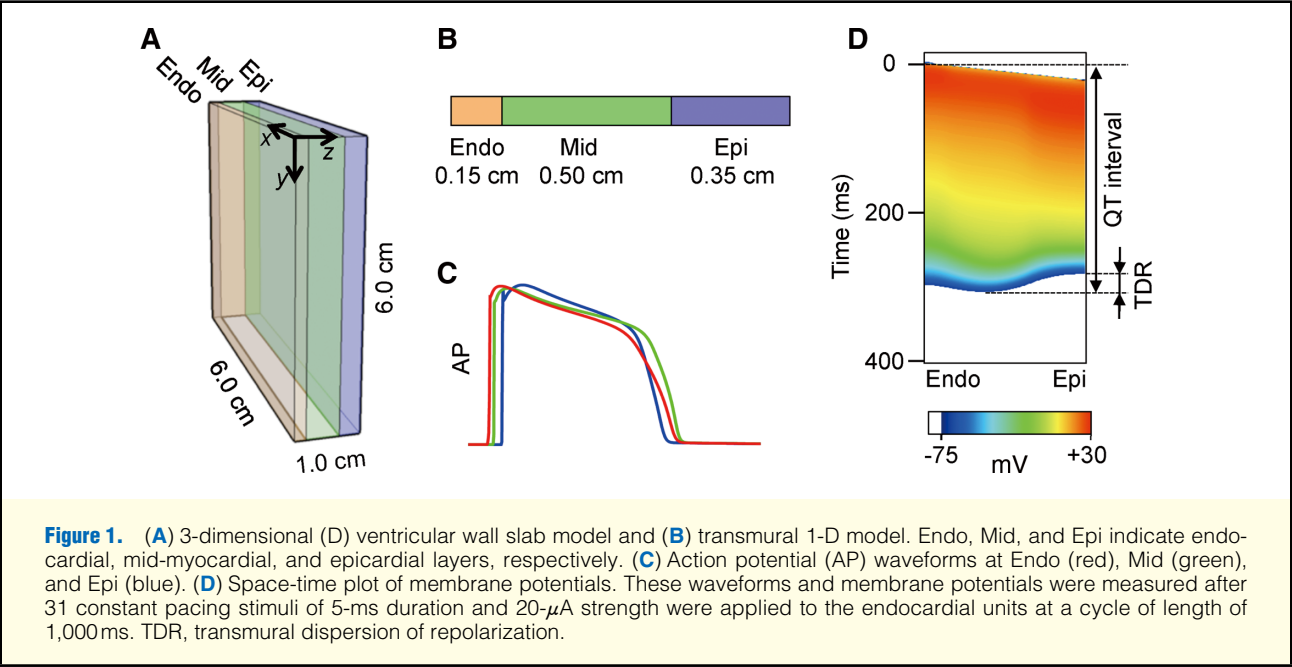 A
Endo
Mid
Epi
x
z
y
6.0 cm
6.0 cm
1.0 cm
B
Endo
Mid
Epi
0.15 cm
0.50 cm
0.35 cm
C
AP
D
0
200
400
Time (ms)
QT interval
TDR
Endo
Epi
-75
mV
+30
Figure 1. (A) 3-dimensional (D) ventricular wall slab model and (B) transmural 1-D model. Endo, Mid, and Epi indicate endo-
cardial, mid-myocardial, and epicardial layers, respectively. (C) Action potential (AP) waveforms at Endo (red), Mid (green),
and Epi (blue). (D) Space-time plot of membrane potentials. These waveforms and membrane potentials were measured after
31 constant pacing stimuli of 5-ms duration and 20-μA strength were applied to the endocardial units at a cycle of length of
1,000 ms. TDR, transmural dispersion of repolarization.